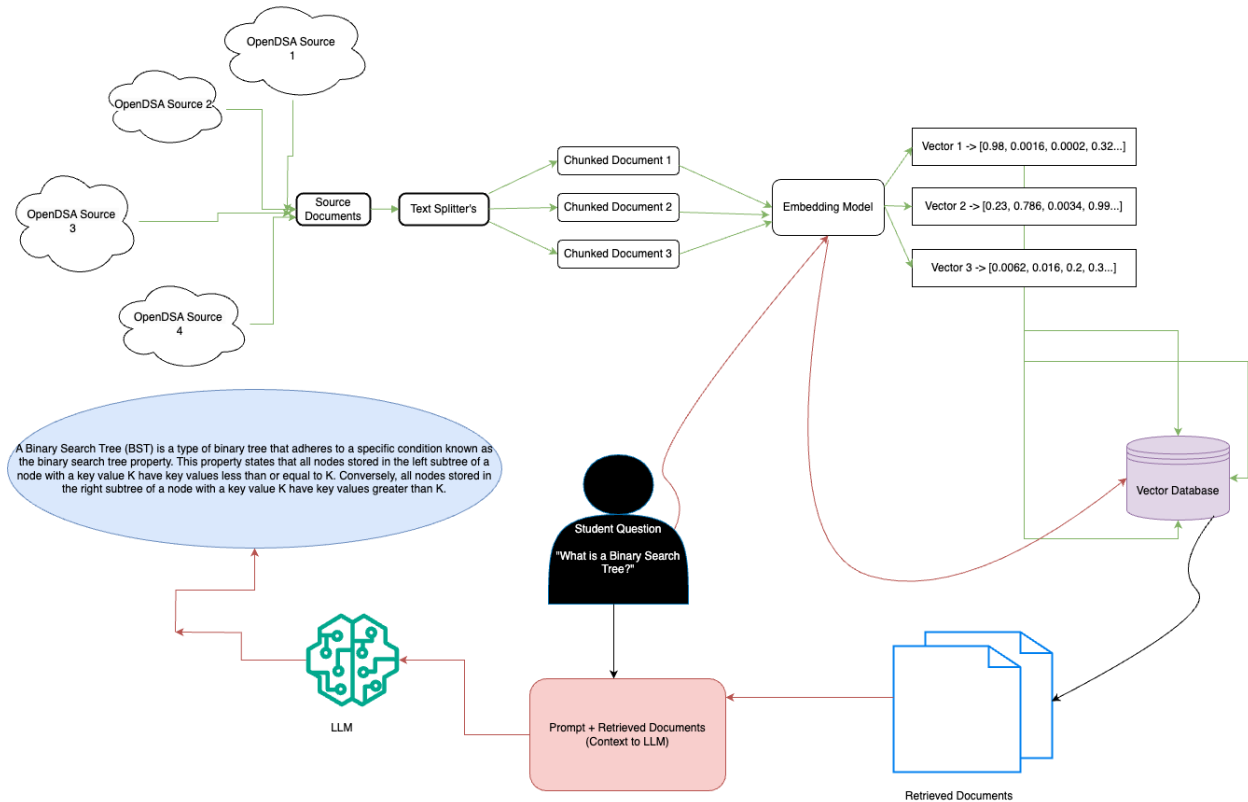 OpenDSA Source
1
OpenDSA Source 2
OpenDSA Source
3
OpenDSA Source
4
Source
Documents
Text Splitter's
Chunked Document 1
Chunked Document 2
Chunked Document 3
Embedding Model
Vector 1 -> [0.98, 0.0016, 0.0002, 0.32...]
Vector 2 -> [0.23, 0.786, 0.0034, 0.99...]
Vector 3 -> [0.0062, 0.016, 0.2, 0.3...]
Vector Database
A Binary Search Tree (BST) is a type of binary tree that adheres to a specific condition known as
the binary search tree property. This property states that all nodes stored in the left subtree of a
node with a key value K have key values less than or equal to K. Conversely, all nodes stored in
the right subtree of a node with a key value K have key values greater than K.
Student Question
"What is a Binary Search
Tree?"
LLM
Prompt + Retrieved Documents
(Context to LLM)
Retrieved Documents